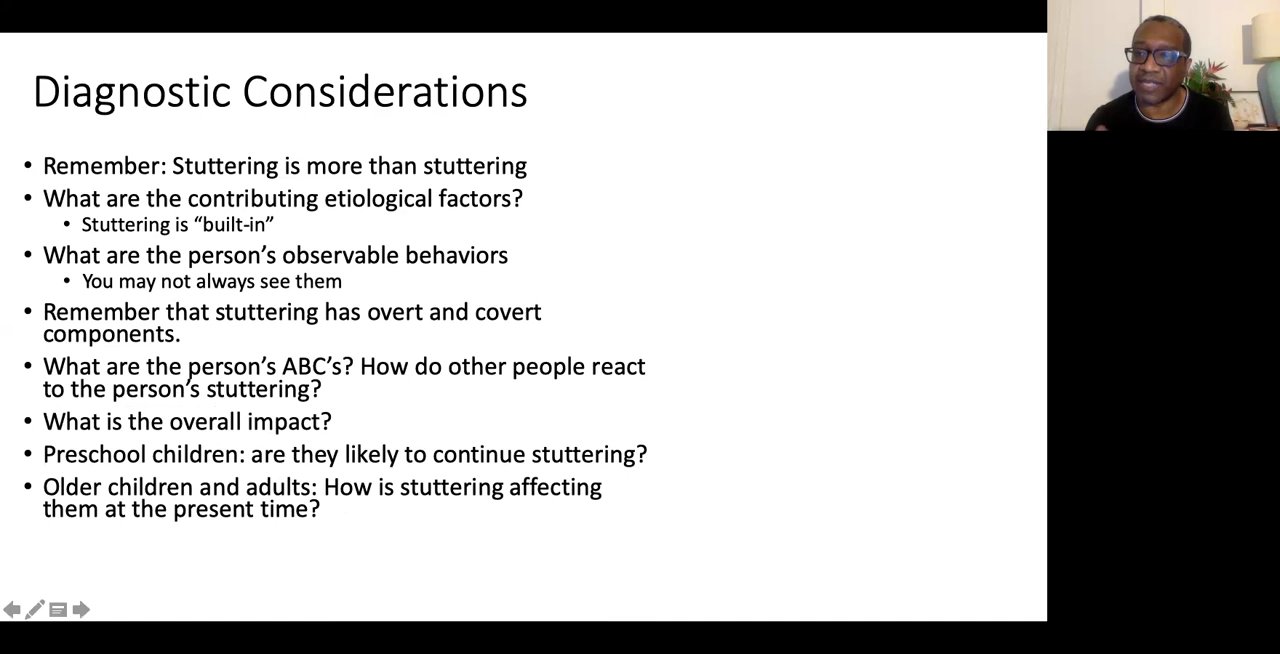 Diagnostic Considerations
• Remember: Stuttering is more than stuttering
• What are the contributing etiological factors?
• Stuttering is “built-in”
• What are the person’s observable behaviors
• You may not always see them
• Remember that stuttering has overt and covert
components.
• What are the person’s ABC’s? How do other people react
to the person’s stuttering?
• What is the overall impact?
• Preschool children: are they likely to continue stuttering?
• Older children and adults: How is stuttering affecting
them at the present time?